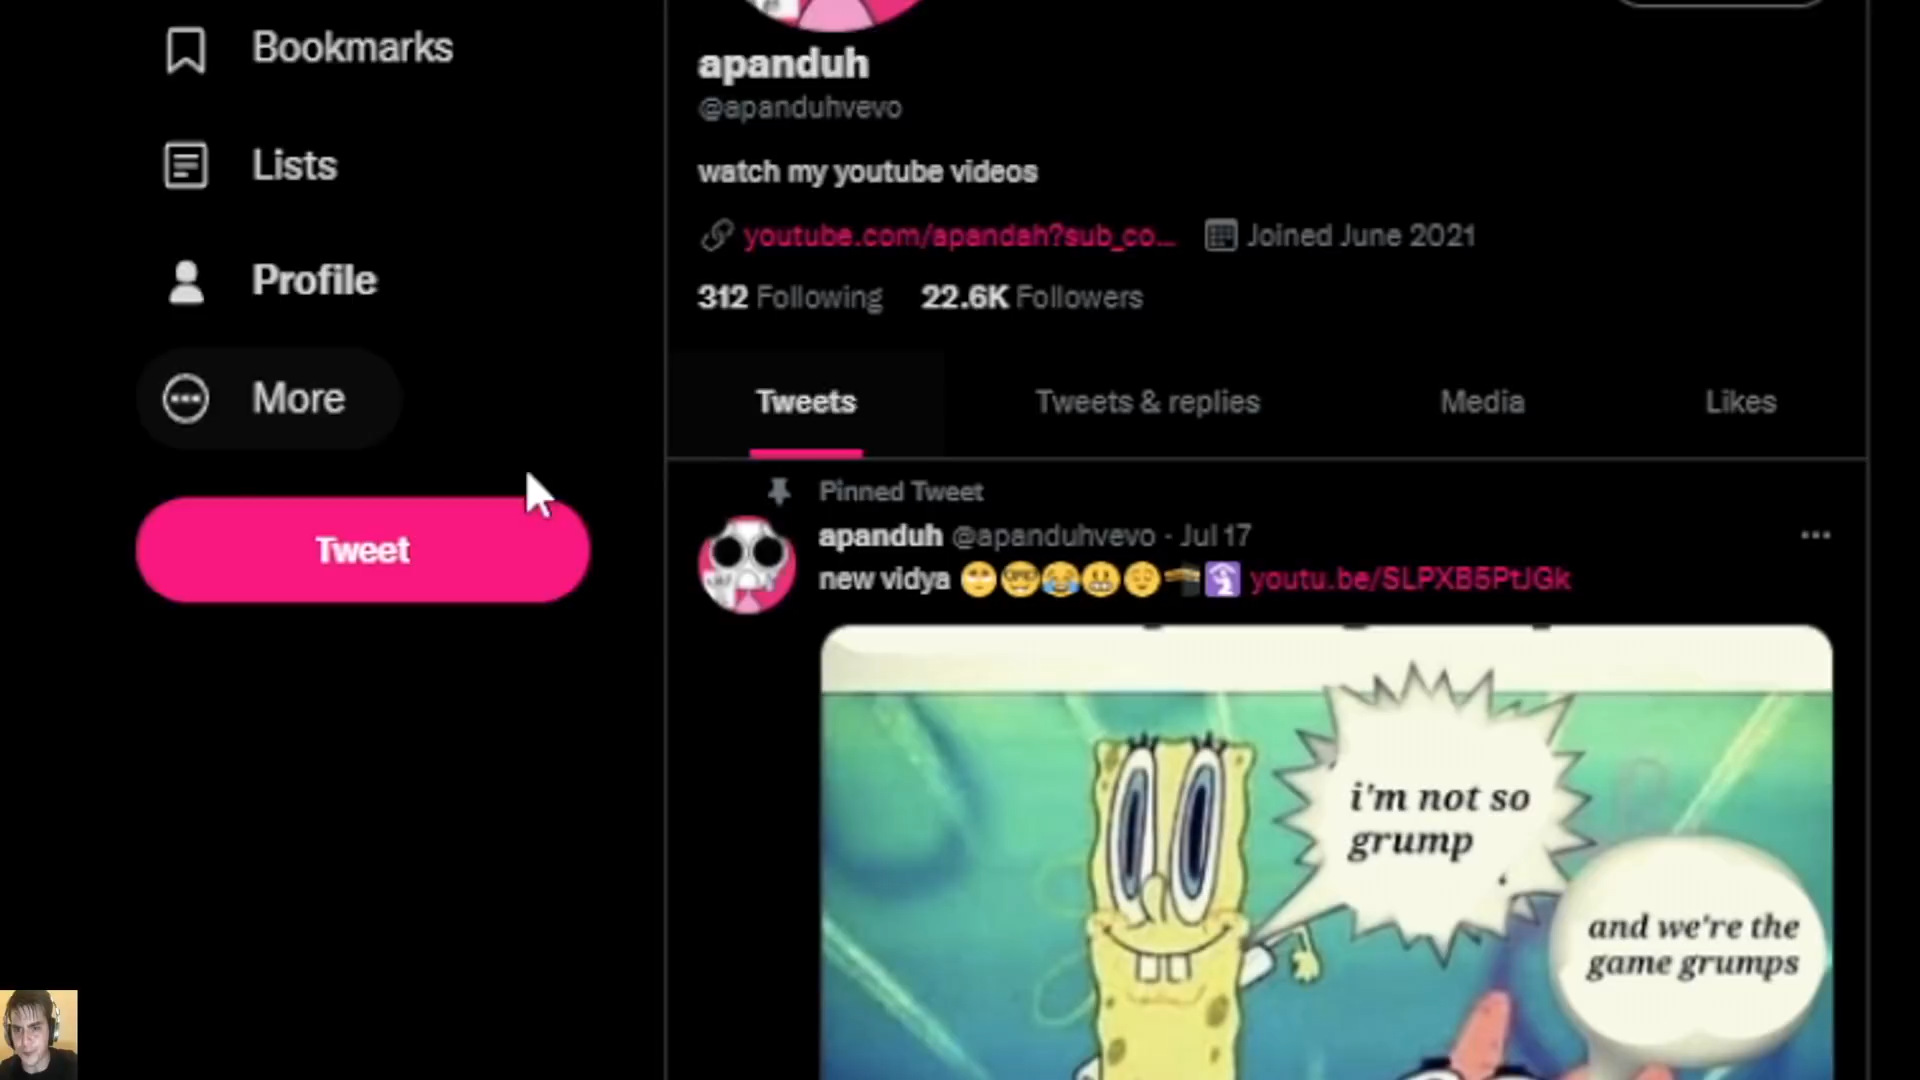 Bookmarks
Lists
Profile
More
Tweet
apanduh
@apanduhvevo
watch my youtube videos
youtube.com/apandah?sub_co...
Joined June 2021
312 Following 22.6K Followers
Tweets Tweets & replies Media Likes
Pinned Tweet
apanduh @apanduhvevo · Jul 17
new vidya youtu.be/SLPXB5PtJGk
i'm not so
grump
and we're the
game grumps